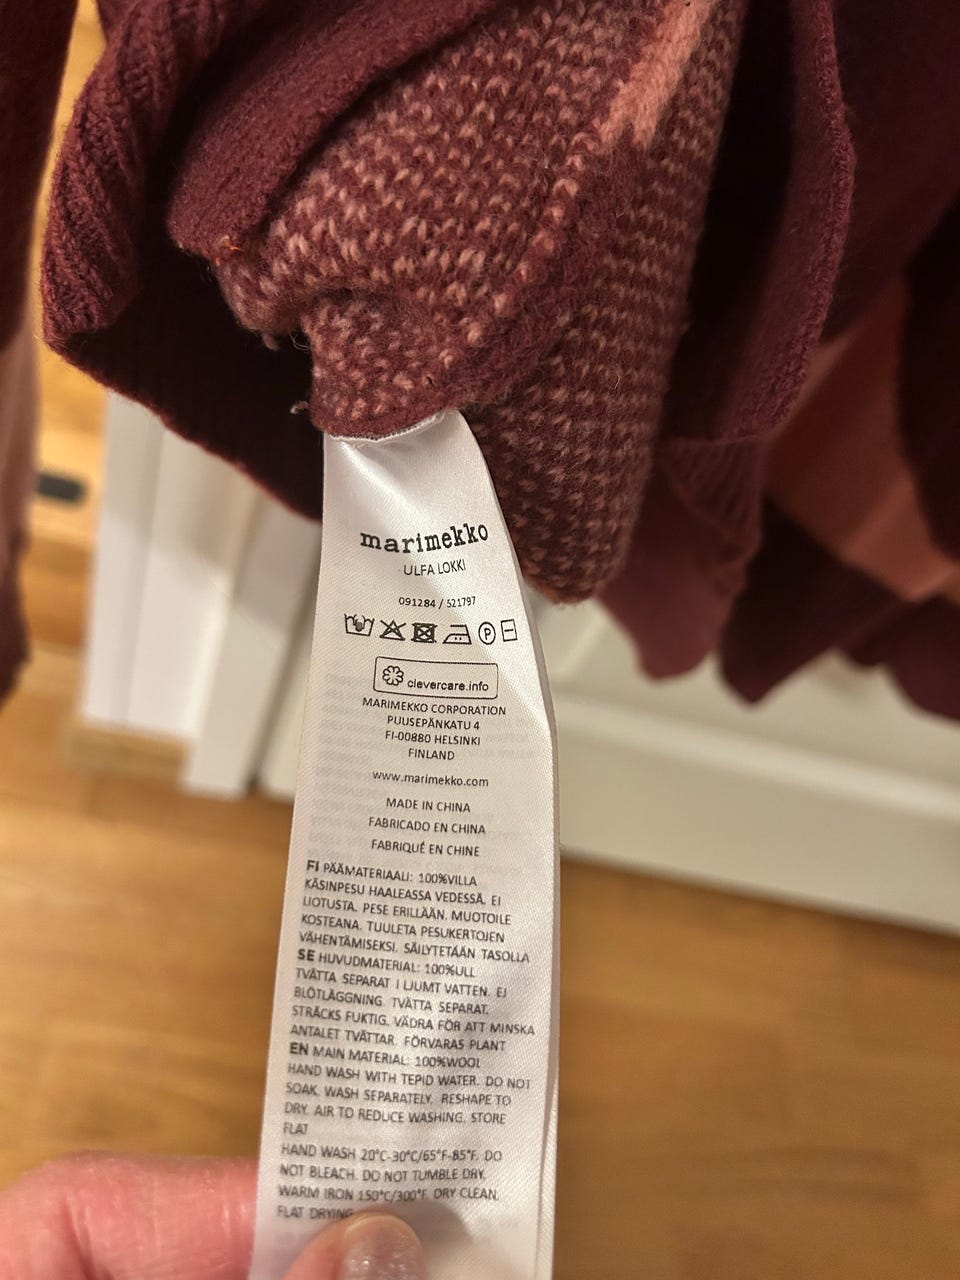 marimekko
ULFA LOKKI
091284 / 521797
P
clevercare.info
MARIMEKKO CORPORATION
PUUSEPÄNKATU 4
FI-00880 HELSINKI
FINLAND
www.marimekko.com
MADE IN CHINA
FABRICADO EN CHINA
FABRIQUÉ EN CHINE
FI PÄÄMATERIAALI: 100%VILLA
KÄSINPESU HAALEASSA VEDESSÄ. EI
LIOTUSTA. PESE ERILLÄÄN. MUOTOILE
KOSTEANA. TUULETA PESUKERTOJEN
VÄHENTÄMISEKSI. SÄILYTETÄÄN TASOLLA
SE HUVUDMATERIAL: 100%ULL
TVÄTTA SEPARAT I LJUMT VATTEN. EJ
BLÖTLÄGGNING. TVÄTTA SEPARAT.
STRÄCKS FUKTIG. VÄDRA FÖR ATT MINSKA
ANTALET TVÄTTAR. FÖRVARAS PLANT
EN MAIN MATERIAL: 100%WOOL
HAND WASH WITH TEPID WATER. DO NOT
SOAK. WASH SEPARATELY. RESHAPE TO
DRY. AIR TO REDUCE WASHING. STORE
FLAT
HAND WASH 20°C-30°C/65°F-85°F. DO
NOT BLEACH. DO NOT TUMBLE DRY.
WARM IRON 150°C/300°F. DRY CLEAN.
FLAT DRYING